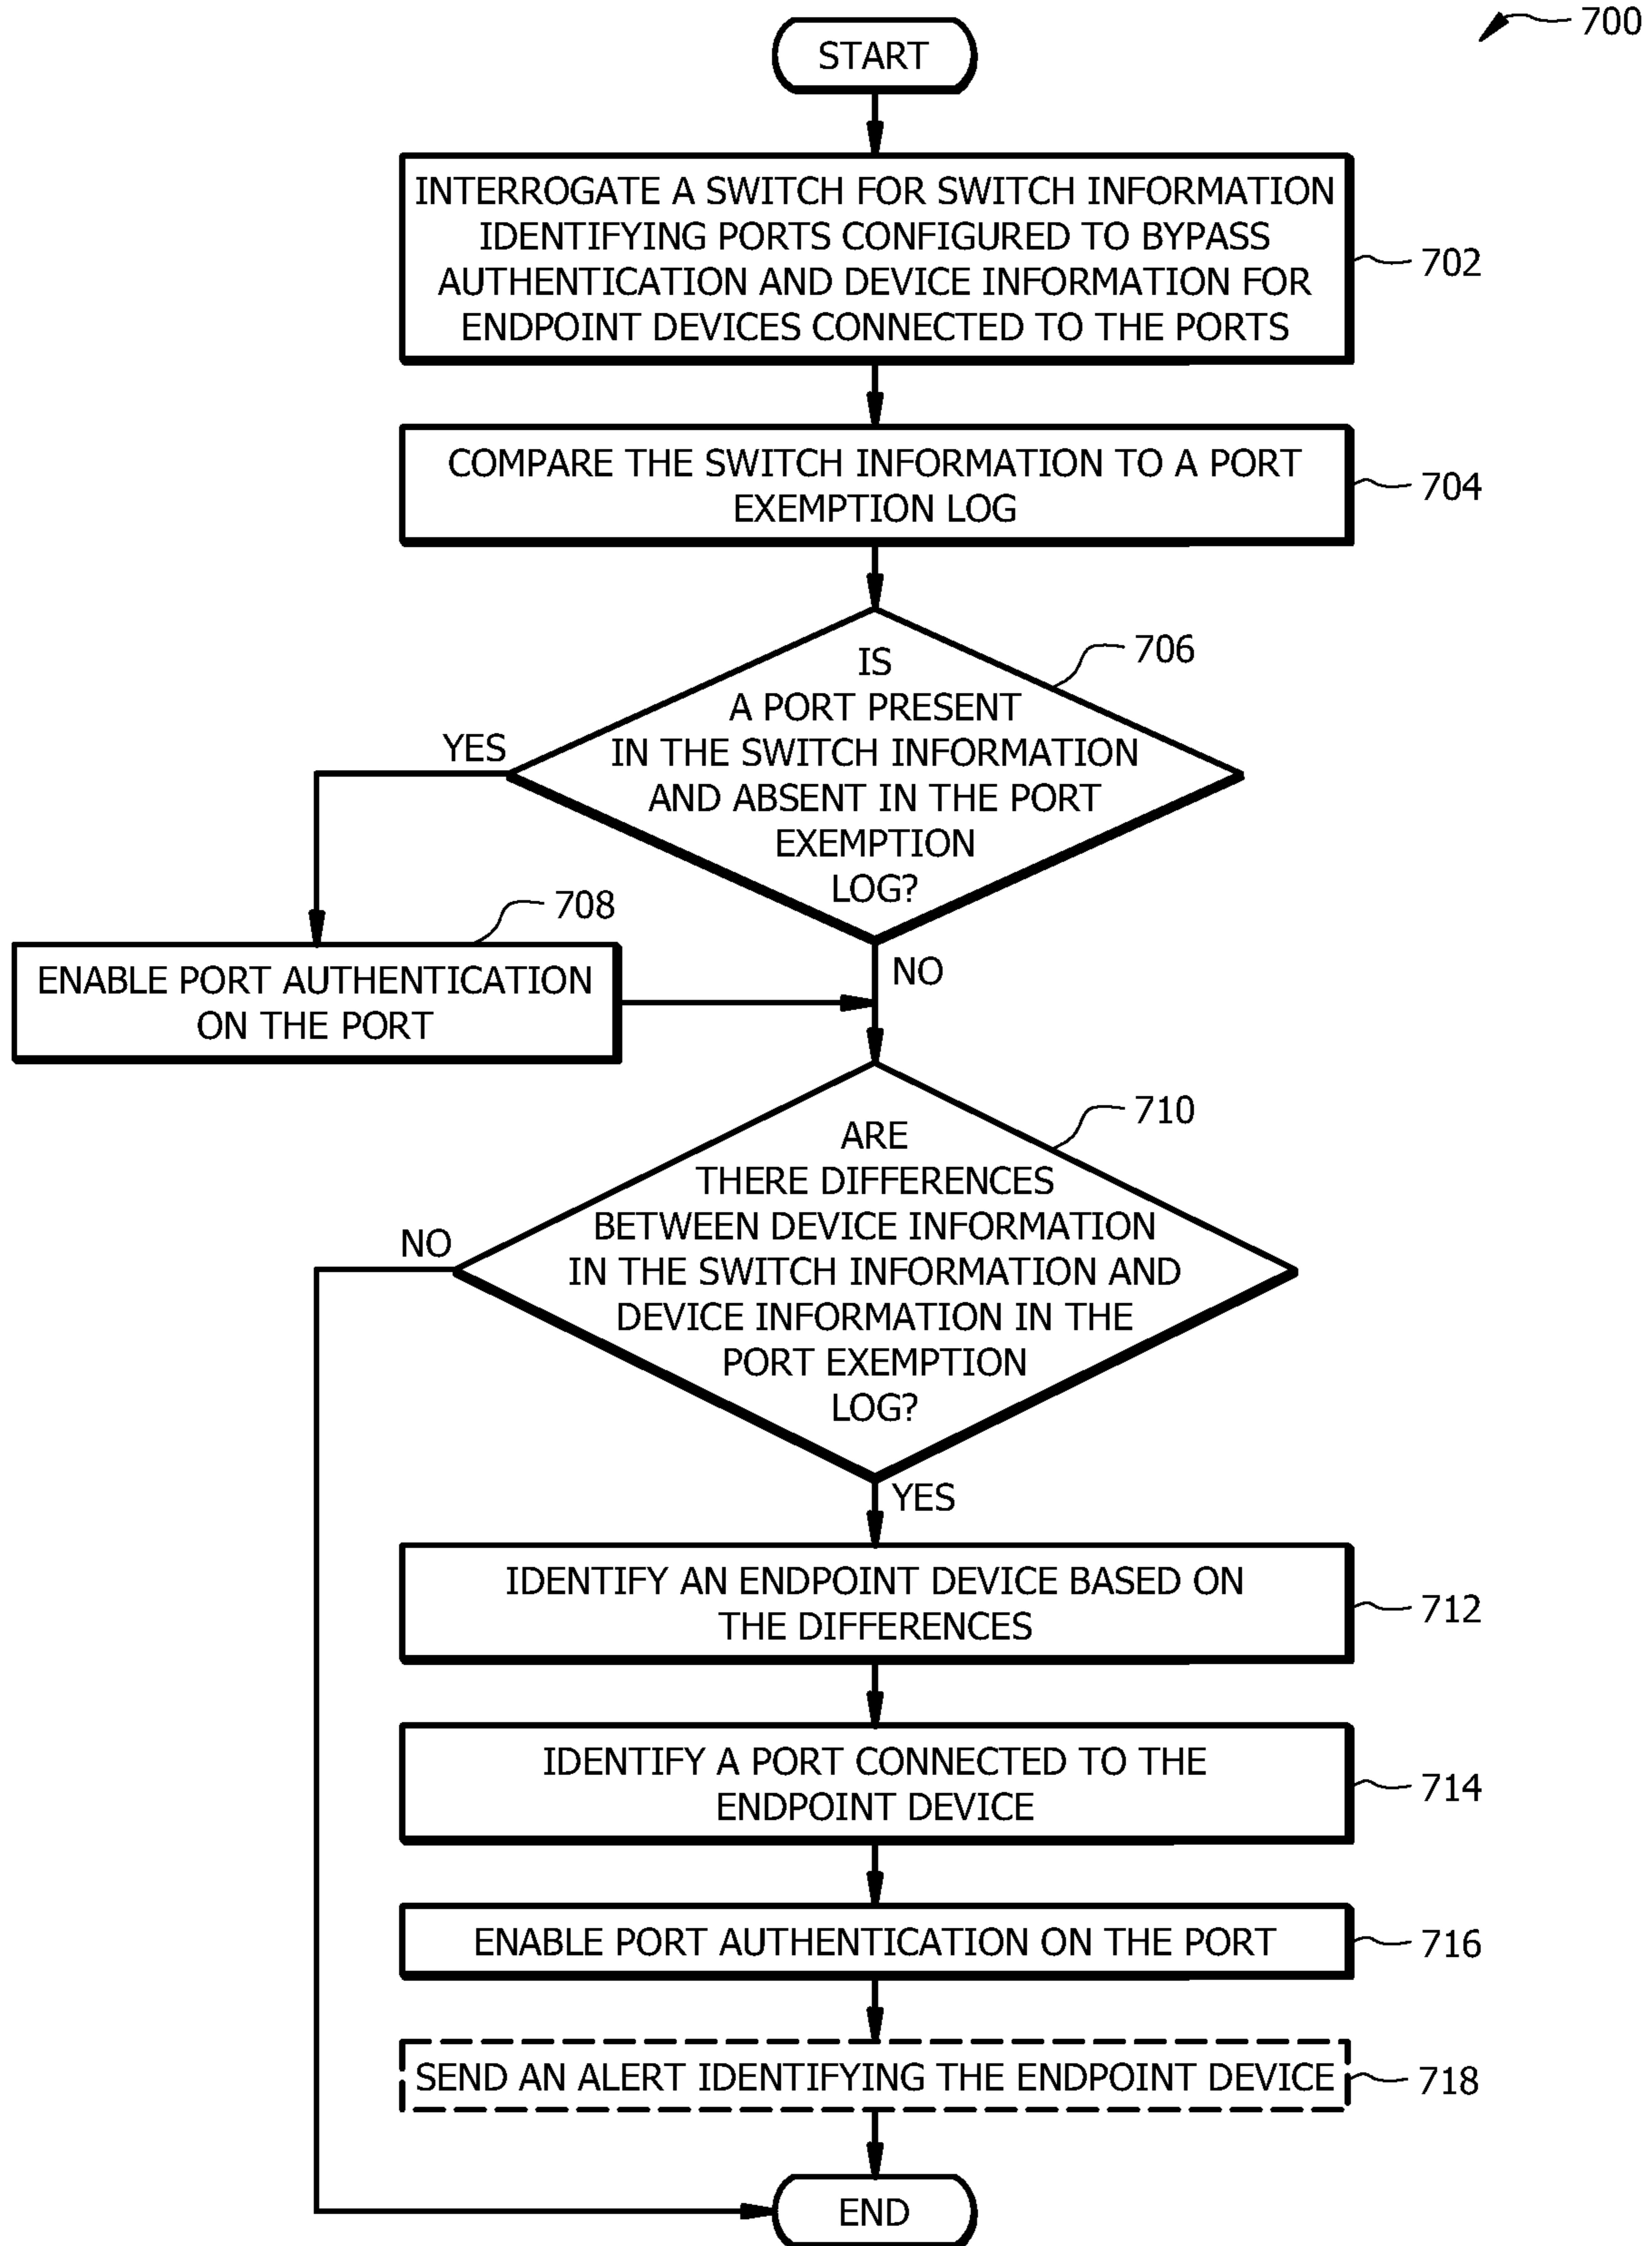 700
START
INTERROGATE A SWITCH FOR SWITCH INFORMATION
IDENTIFYING PORTS CONFIGURED TO BYPASS
AUTHENTICATION AND DEVICE INFORMATION FOR
ENDPOINT DEVICES CONNECTED TO THE PORTS
702
COMPARE THE SWITCH INFORMATION TO A PORT
EXEMPTION LOG
704
706
IS
A PORT PRESENT
IN THE SWITCH INFORMATION
AND ABSENT IN THE PORT
EXEMPTION
LOG?
YES
NO
708
ENABLE PORT AUTHENTICATION
ON THE PORT
710
ARE
THERE DIFFERENCES
BETWEEN DEVICE INFORMATION
IN THE SWITCH INFORMATION AND
DEVICE INFORMATION IN THE
PORT EXEMPTION
LOG?
NO
YES
IDENTIFY AN ENDPOINT DEVICE BASED ON
THE DIFFERENCES
712
IDENTIFY A PORT CONNECTED TO THE
ENDPOINT DEVICE
714
ENABLE PORT AUTHENTICATION ON THE PORT
716
SEND AN ALERT IDENTIFYING THE ENDPOINT DEVICE
718
END